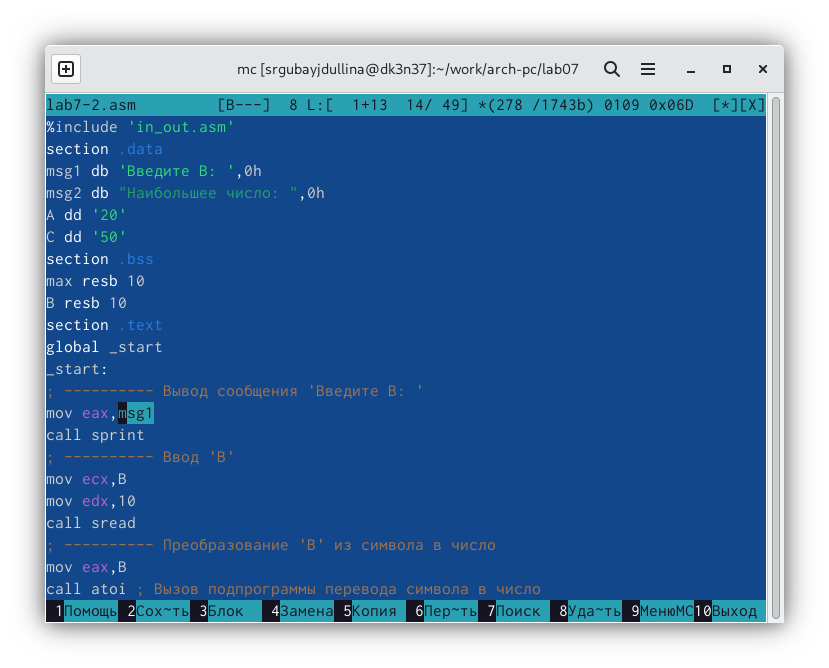 mc [srgubayjdullina@dk3n37]:~/work/arch-pc/lab07
lab7-2.asm [B---] 8 L:[ 1+13 14/ 49] *(278 /1743b) 0109 0x06D [*][X]
%include 'in_out.asm'
section .data
msg1 db 'Введите B: ',0h
msg2 db "Наибольшее число: ",0h
A dd '20'
C dd '50'
section .bss
max resb 10
B resb 10
section .text
global _start
_start:
; ---------- Вывод сообщения 'Введите B: '
mov eax,msg1
call sprint
; ---------- Ввод 'B'
mov ecx,B
mov edx,10
call sread
; ---------- Преобразование 'B' из символа в число
mov eax,B
call atoi ; Вызов подпрограммы перевода символа в число
1Помощь 2Сох~ть 3Блок 4Замена 5Копия 6Пер~ть 7Поиск 8Уда~ть 9МенюMC 10Выход